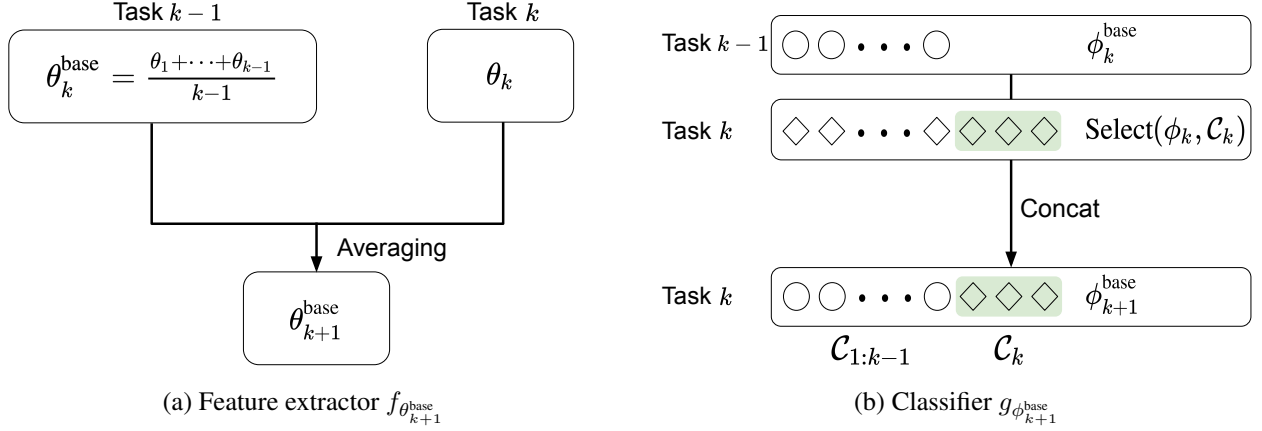 Task k − 1
Task k
θ_k^base = (θ_1+⋯+θ_{k−1})/(k−1)
θ_k
Averaging
θ_{k+1}^base
(a) Feature extractor f_{θ_{k+1}^base}
Task k − 1
ϕ_k^base
Task k
Select(ϕ_k, 𝒞_k)
Concat
Task k
ϕ_{k+1}^base
𝒞_{1:k−1}
𝒞_k
(b) Classifier g_{ϕ_{k+1}^base}